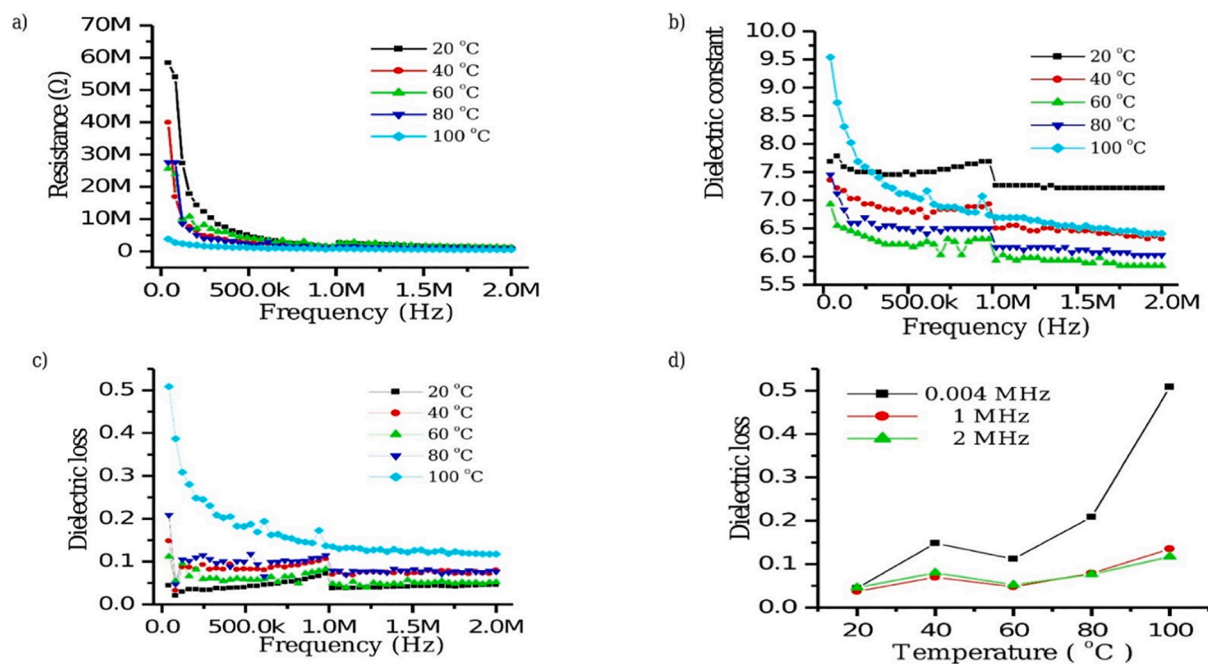 a)
70M
60M
50M
40M
30M
20M
10M
0
Resistance (Ω)
20 °C
40 °C
60 °C
80 °C
100 °C
0.0 500.0k 1.0M 1.5M 2.0M
Frequency (Hz)
b)
10.0
9.5
9.0
8.5
8.0
7.5
7.0
6.5
6.0
5.5
Dielectric constant
20 °C
40 °C
60 °C
80 °C
100 °C
0.0 500.0k 1.0M 1.5M 2.0M
Frequency (Hz)
c)
0.5
0.4
0.3
0.2
0.1
0.0
Dielectric loss
20 °C
40 °C
60 °C
80 °C
100 °C
0.0 500.0k 1.0M 1.5M 2.0M
Frequency (Hz)
d)
0.5
0.4
0.3
0.2
0.1
0.0
Dielectric loss
0.004 MHz
1 MHz
2 MHz
20 40 60 80 100
Temperature ( °C)